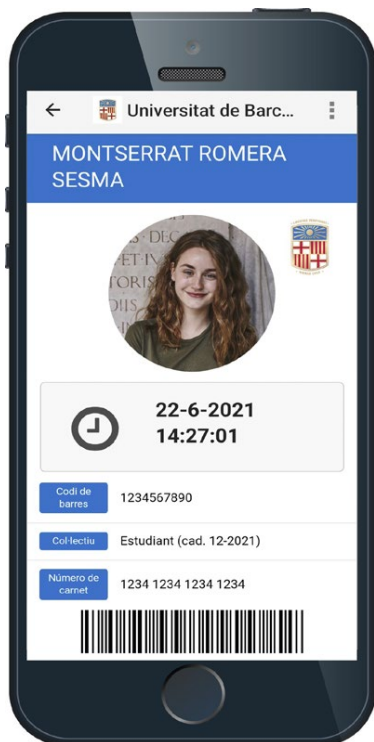 Universitat de Barc...
MONTSERRAT ROMERA
SESMA
22-6-2021
14:27:01
Codi de
barres
1234567890
Col·lectiu
Estudiant (cad. 12-2021)
Número de
carnet
1234 1234 1234 1234